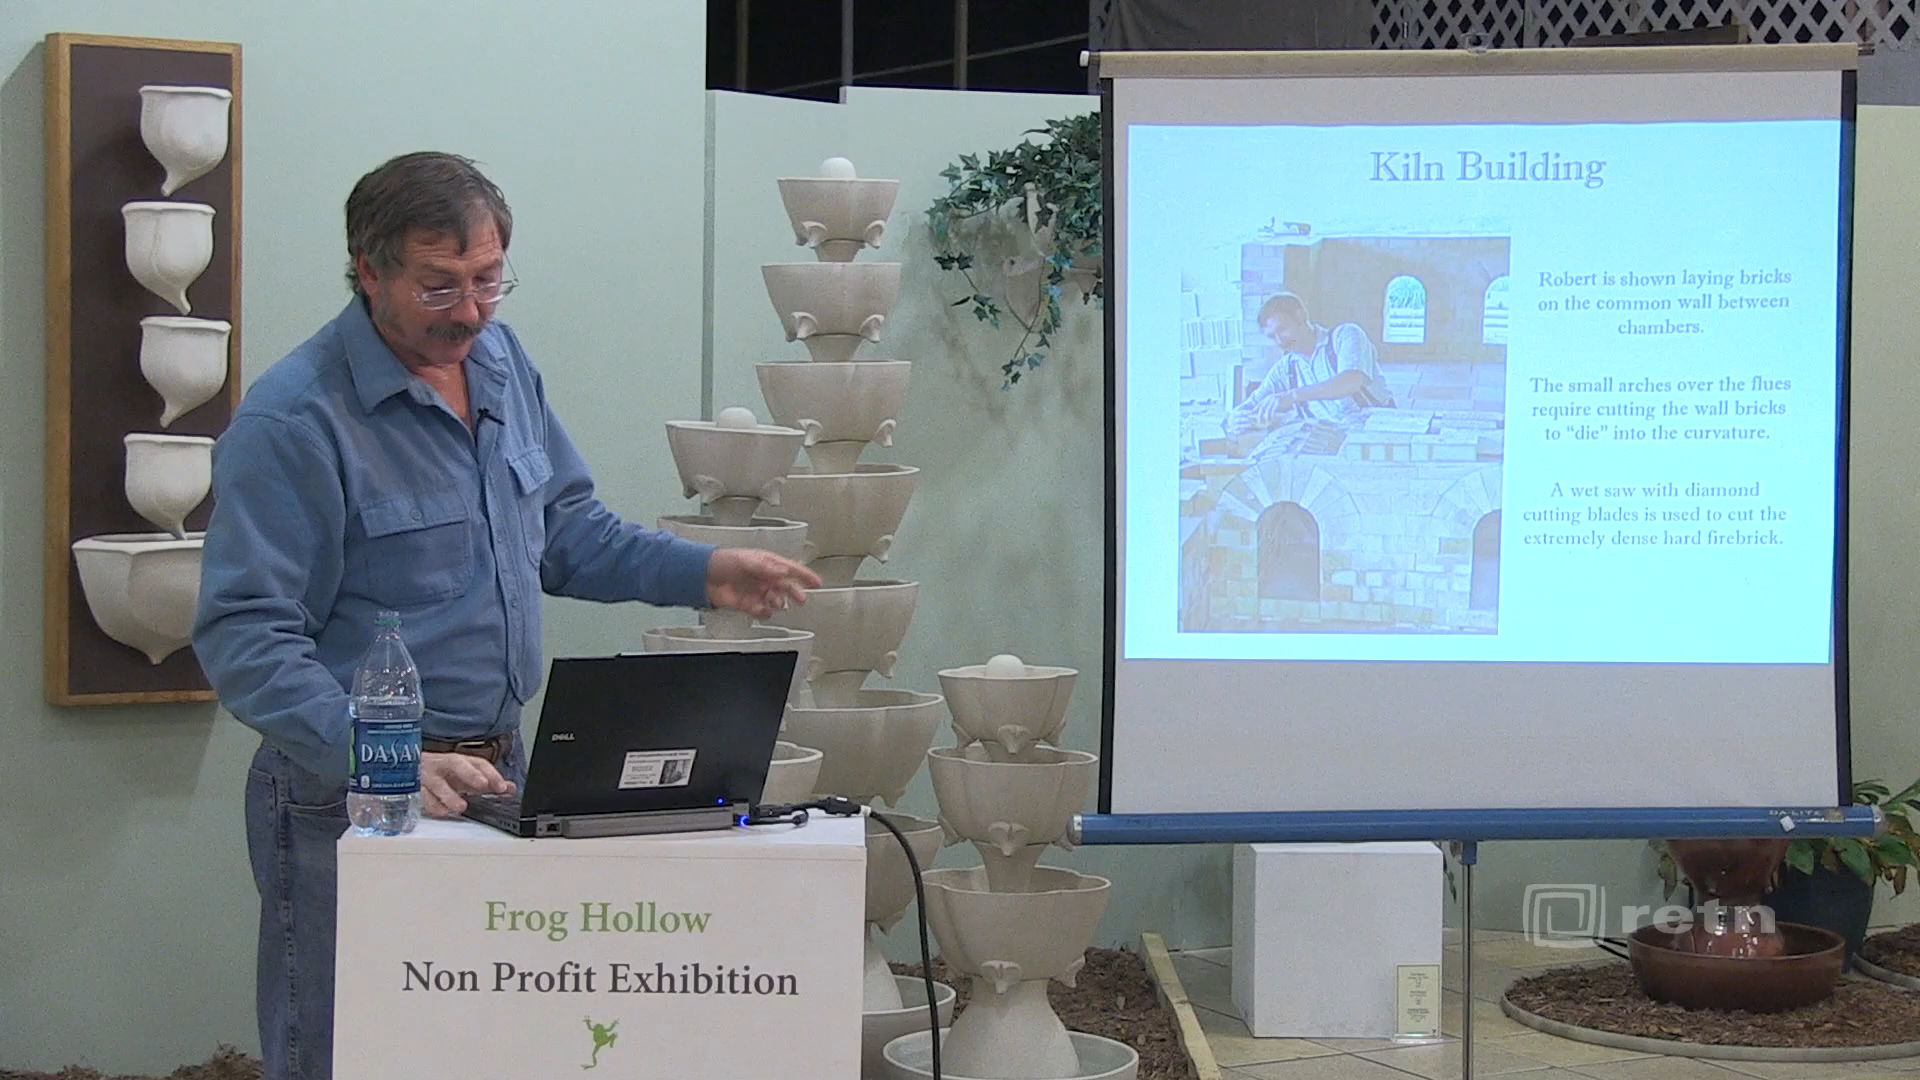 Kiln Building
Robert is shown laying bricks
on the common wall between
chambers.
The small arches over the flues
require cutting the wall bricks
to “die” into the curvature.
A wet saw with diamond
cutting blades is used to cut the
extremely dense hard firebrick.
DASAN
DELL
DA-LITE
Frog Hollow
Non Profit Exhibition
retn